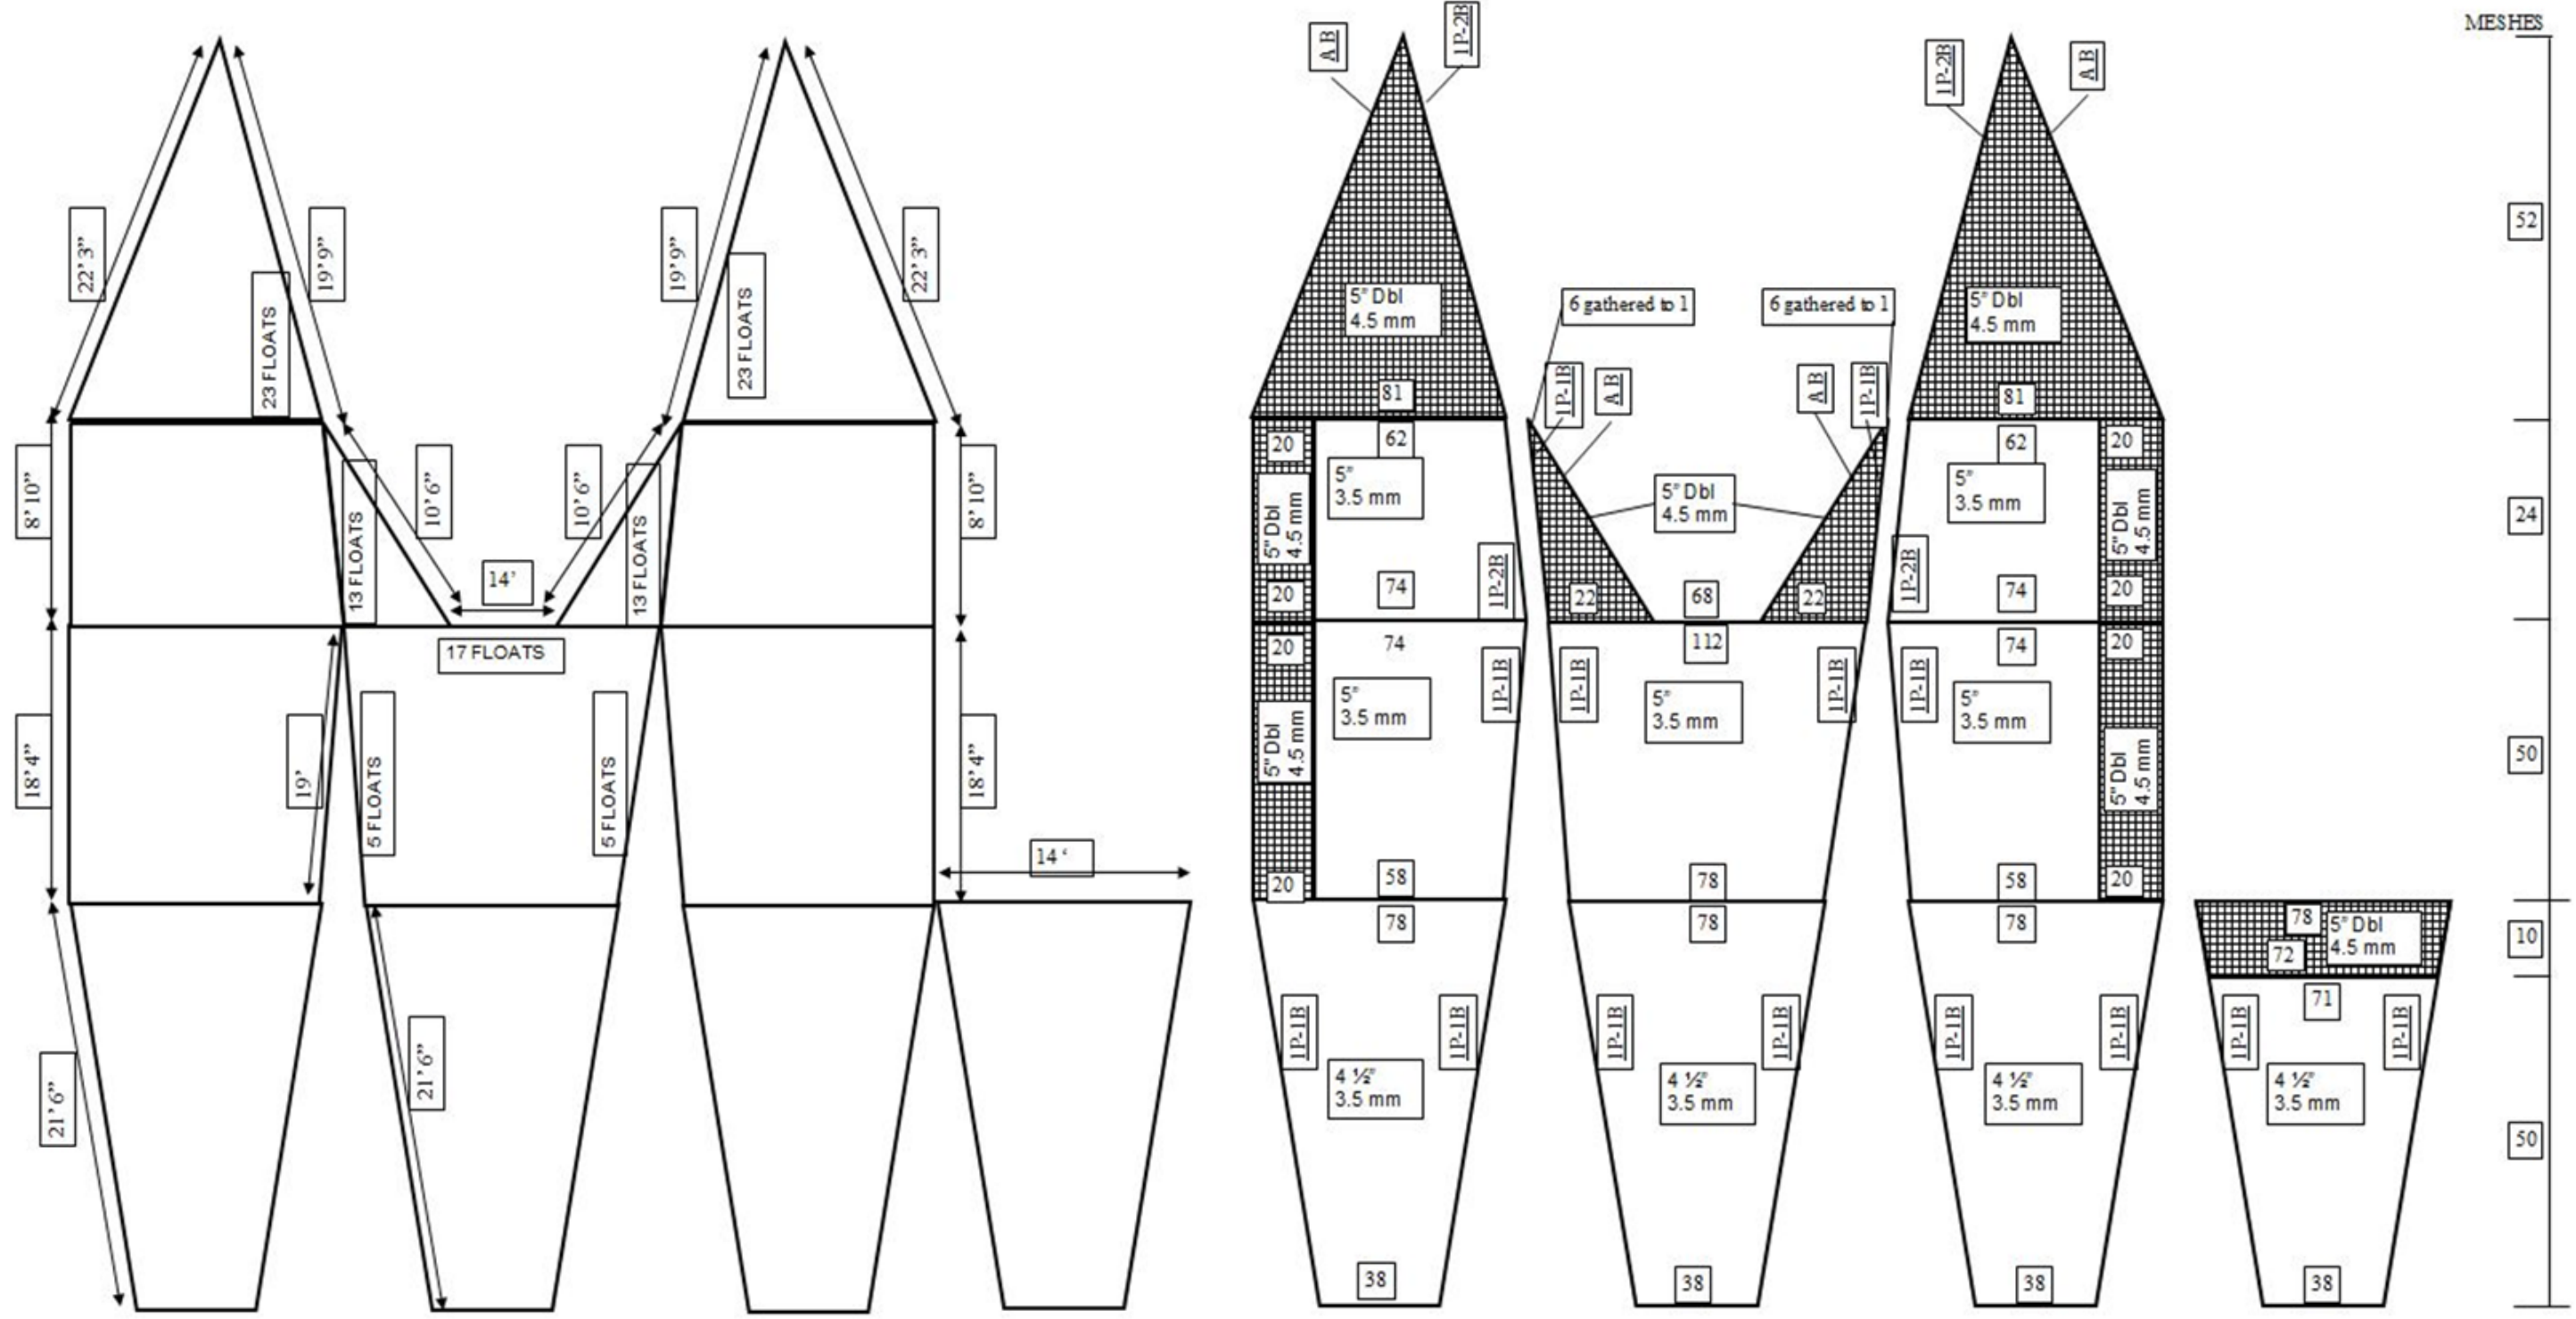 MESHES
A B
1P-2B
1P-2B
A B
22' 3”
19' 9”
19' 9”
22' 3”
23 FLOATS
23 FLOATS
52
5” Dbl
4.5 mm
6 gathered to 1
6 gathered to 1
5” Dbl
4.5 mm
81
1P-1B
A B
A B
1P-1B
81
8' 10”
10' 6”
10' 6”
8' 10”
13 FLOATS
13 FLOATS
14'
20
62
62
20
5”
3.5 mm
5” Dbl
4.5 mm
5” Dbl
4.5 mm
5”
3.5 mm
5” Dbl
4.5 mm
24
1P-2B
1P-2B
20
74
22
68
22
74
20
17 FLOATS
20
74
112
74
20
18' 4”
19'
5 FLOATS
5 FLOATS
18' 4”
1P-1B
1P-1B
1P-1B
1P-1B
5” Dbl
4.5 mm
5”
3.5 mm
5”
3.5 mm
5”
3.5 mm
5” Dbl
4.5 mm
50
14 '
20
58
78
58
20
78
78
78
78
5” Dbl
4.5 mm
72
10
71
21' 6”
21' 6”
1P-1B
1P-1B
1P-1B
1P-1B
1P-1B
1P-1B
1P-1B
1P-1B
4 ½”
3.5 mm
4 ½”
3.5 mm
4 ½”
3.5 mm
4 ½”
3.5 mm
50
38
38
38
38